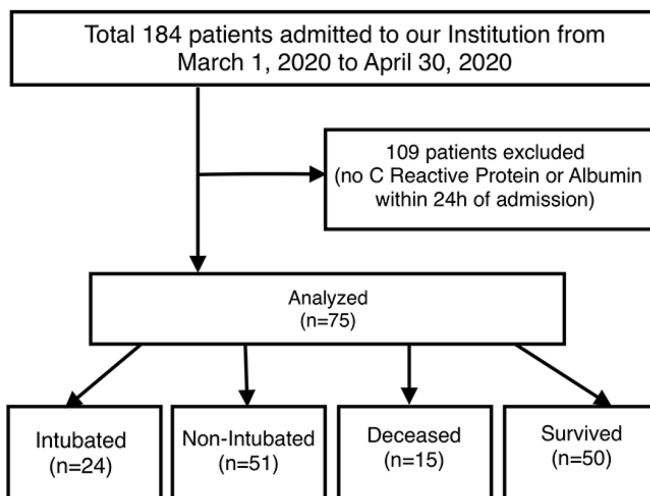 Total 184 patients admitted to our Institution from
March 1, 2020 to April 30, 2020
109 patients excluded
(no C Reactive Protein or Albumin
within 24h of admission)
Analyzed
(n=75)
Intubated
(n=24)
Non-Intubated
(n=51)
Deceased
(n=15)
Survived
(n=50)